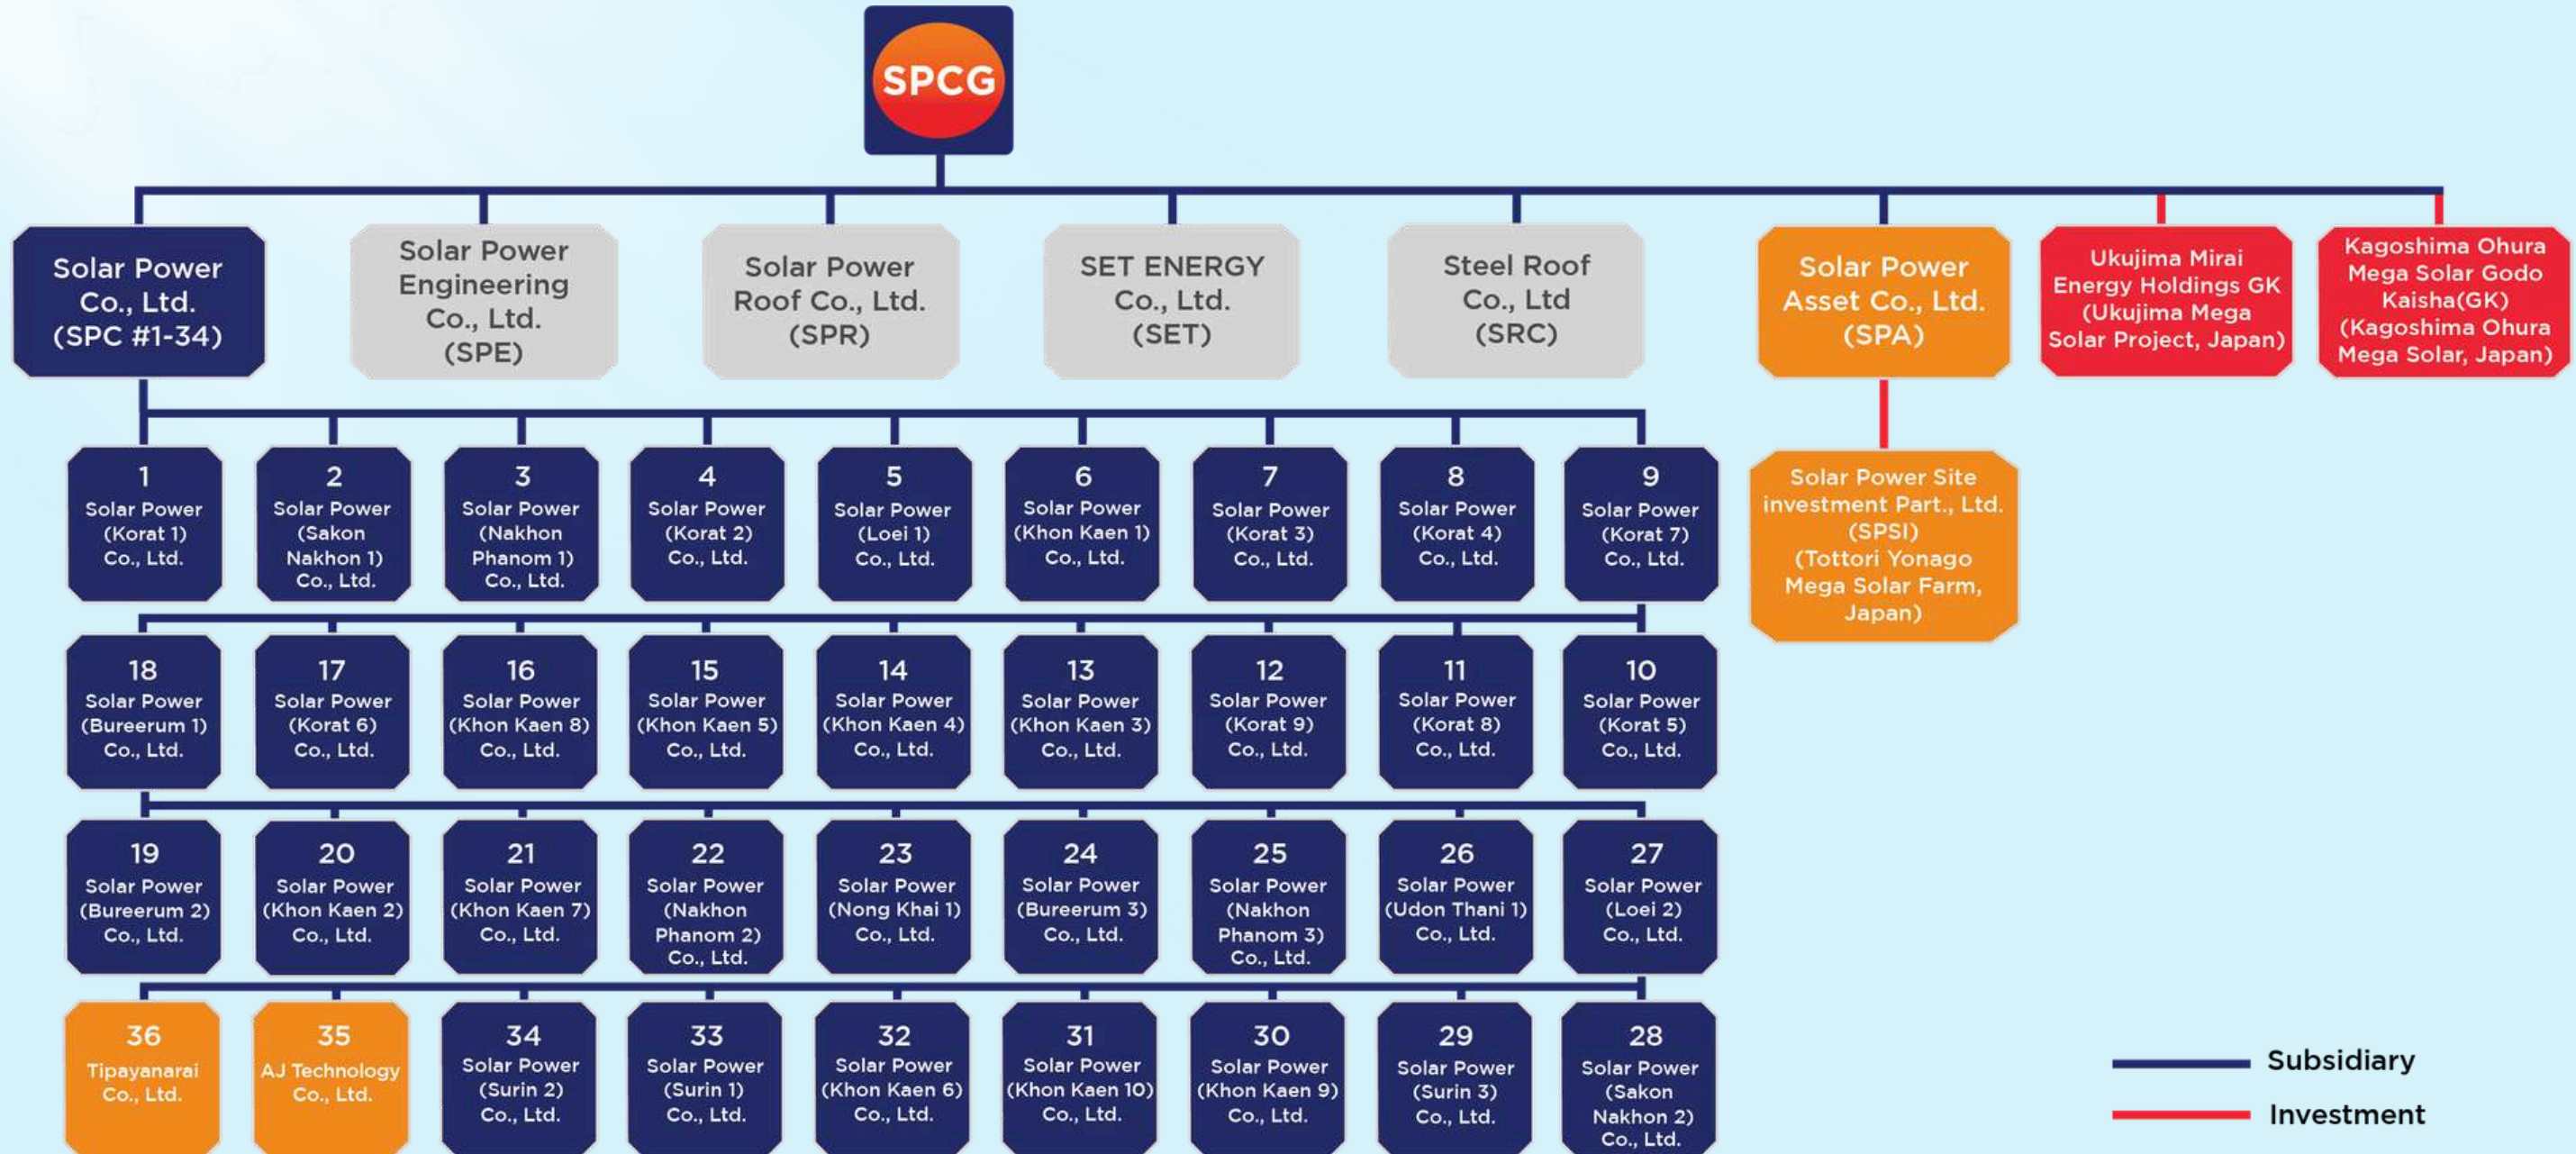 SPCG
Solar Power
Co., Ltd.
(SPC #1-34)
Solar Power
Engineering
Co., Ltd.
(SPE)
Solar Power
Roof Co., Ltd.
(SPR)
SET ENERGY
Co., Ltd.
(SET)
Steel Roof
Co., Ltd
(SRC)
Solar Power
Asset Co., Ltd.
(SPA)
Ukujima Mirai
Energy Holdings GK
(Ukujima Mega
Solar Project, Japan)
Kagoshima Ohura
Mega Solar Godo
Kaisha(GK)
(Kagoshima Ohura
Mega Solar, Japan)
1
Solar Power
(Korat 1)
Co., Ltd.
2
Solar Power
(Sakon
Nakhon 1)
Co., Ltd.
3
Solar Power
(Nakhon
Phanom 1)
Co., Ltd.
4
Solar Power
(Korat 2)
Co., Ltd.
5
Solar Power
(Loei 1)
Co., Ltd.
6
Solar Power
(Khon Kaen 1)
Co., Ltd.
7
Solar Power
(Korat 3)
Co., Ltd.
8
Solar Power
(Korat 4)
Co., Ltd.
9
Solar Power
(Korat 7)
Co., Ltd.
Solar Power Site
investment Part., Ltd.
(SPSI)
(Tottori Yonago
Mega Solar Farm,
Japan)
18
Solar Power
(Bureerum 1)
Co., Ltd.
17
Solar Power
(Korat 6)
Co., Ltd.
16
Solar Power
(Khon Kaen 8)
Co., Ltd.
15
Solar Power
(Khon Kaen 5)
Co., Ltd.
14
Solar Power
(Khon Kaen 4)
Co., Ltd.
13
Solar Power
(Khon Kaen 3)
Co., Ltd.
12
Solar Power
(Korat 9)
Co., Ltd.
11
Solar Power
(Korat 8)
Co., Ltd.
10
Solar Power
(Korat 5)
Co., Ltd.
19
Solar Power
(Bureerum 2)
Co., Ltd.
20
Solar Power
(Khon Kaen 2)
Co., Ltd.
21
Solar Power
(Khon Kaen 7)
Co., Ltd.
22
Solar Power
(Nakhon
Phanom 2)
Co., Ltd.
23
Solar Power
(Nong Khai 1)
Co., Ltd.
24
Solar Power
(Bureerum 3)
Co., Ltd.
25
Solar Power
(Nakhon
Phanom 3)
Co., Ltd.
26
Solar Power
(Udon Thani 1)
Co., Ltd.
27
Solar Power
(Loei 2)
Co., Ltd.
36
Tipayanarai
Co., Ltd.
35
AJ Technology
Co., Ltd.
34
Solar Power
(Surin 2)
Co., Ltd.
33
Solar Power
(Surin 1)
Co., Ltd.
32
Solar Power
(Khon Kaen 6)
Co., Ltd.
31
Solar Power
(Khon Kaen 10)
Co., Ltd.
30
Solar Power
(Khon Kaen 9)
Co., Ltd.
29
Solar Power
(Surin 3)
Co., Ltd.
28
Solar Power
(Sakon
Nakhon 2)
Co., Ltd.
Subsidiary
Investment